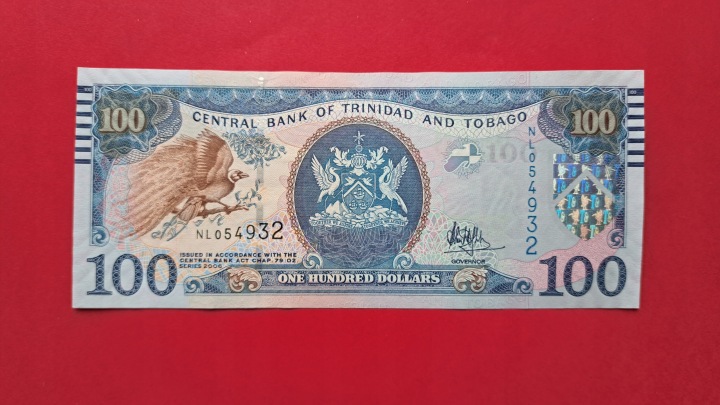 CENTRAL BANK OF TRINIDAD AND TOBAGO
100
100
100
NL054932
NL054932
ISSUED IN ACCORDANCE WITH THE
CENTRAL BANK ACT CHAP. 79:02
SERIES 2006
GOVERNOR
100
ONE HUNDRED DOLLARS
100